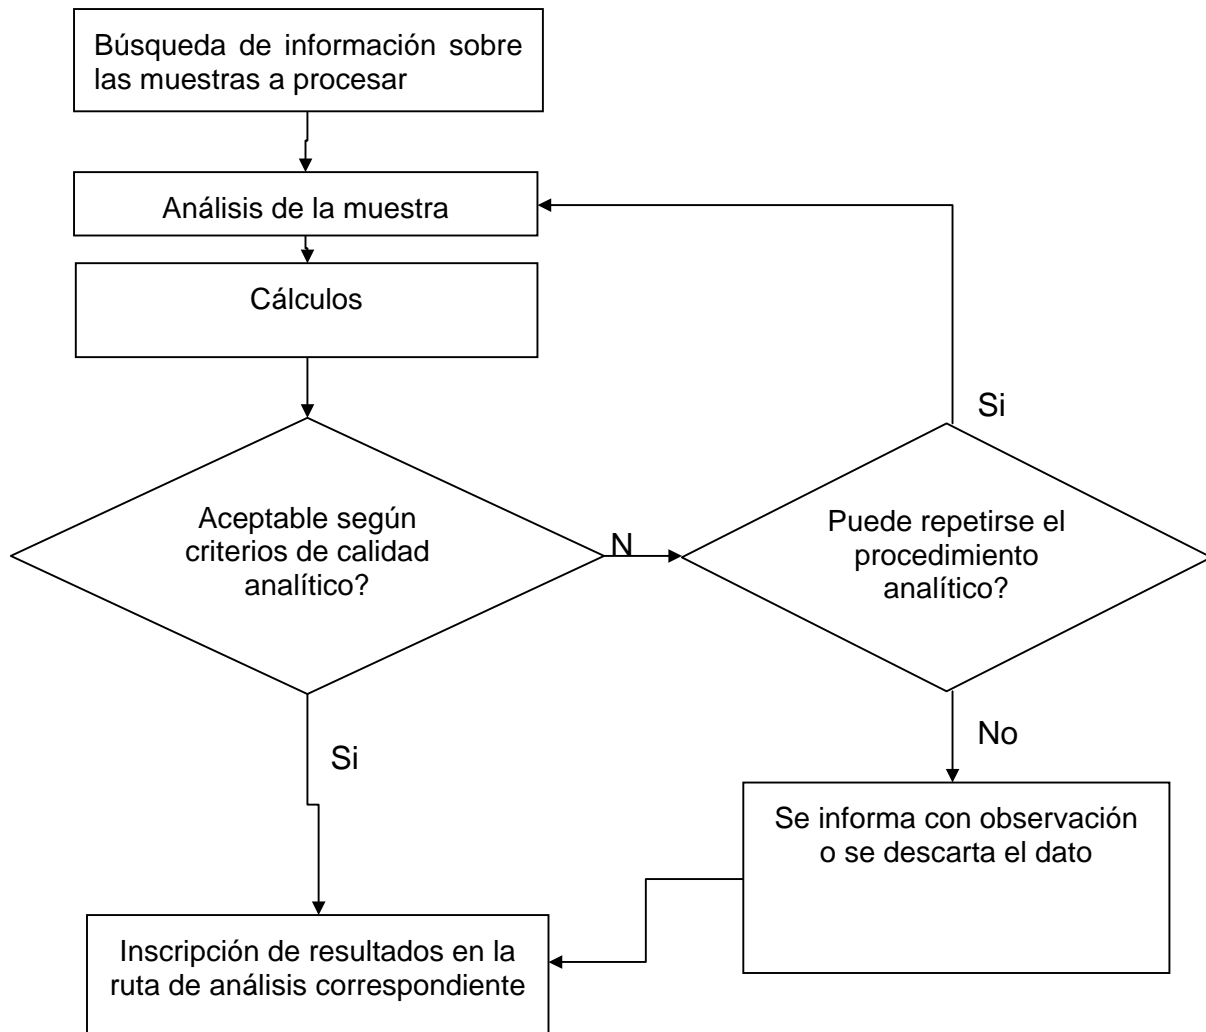 Búsqueda de información sobre
las muestras a procesar
Análisis de la muestra
Cálculos
Si
Aceptable según
criterios de calidad
analítico?
N
Puede repetirse el
procedimiento
analítico?
Si
No
Se informa con observación
o se descarta el dato
Inscripción de resultados en la
ruta de análisis correspondiente